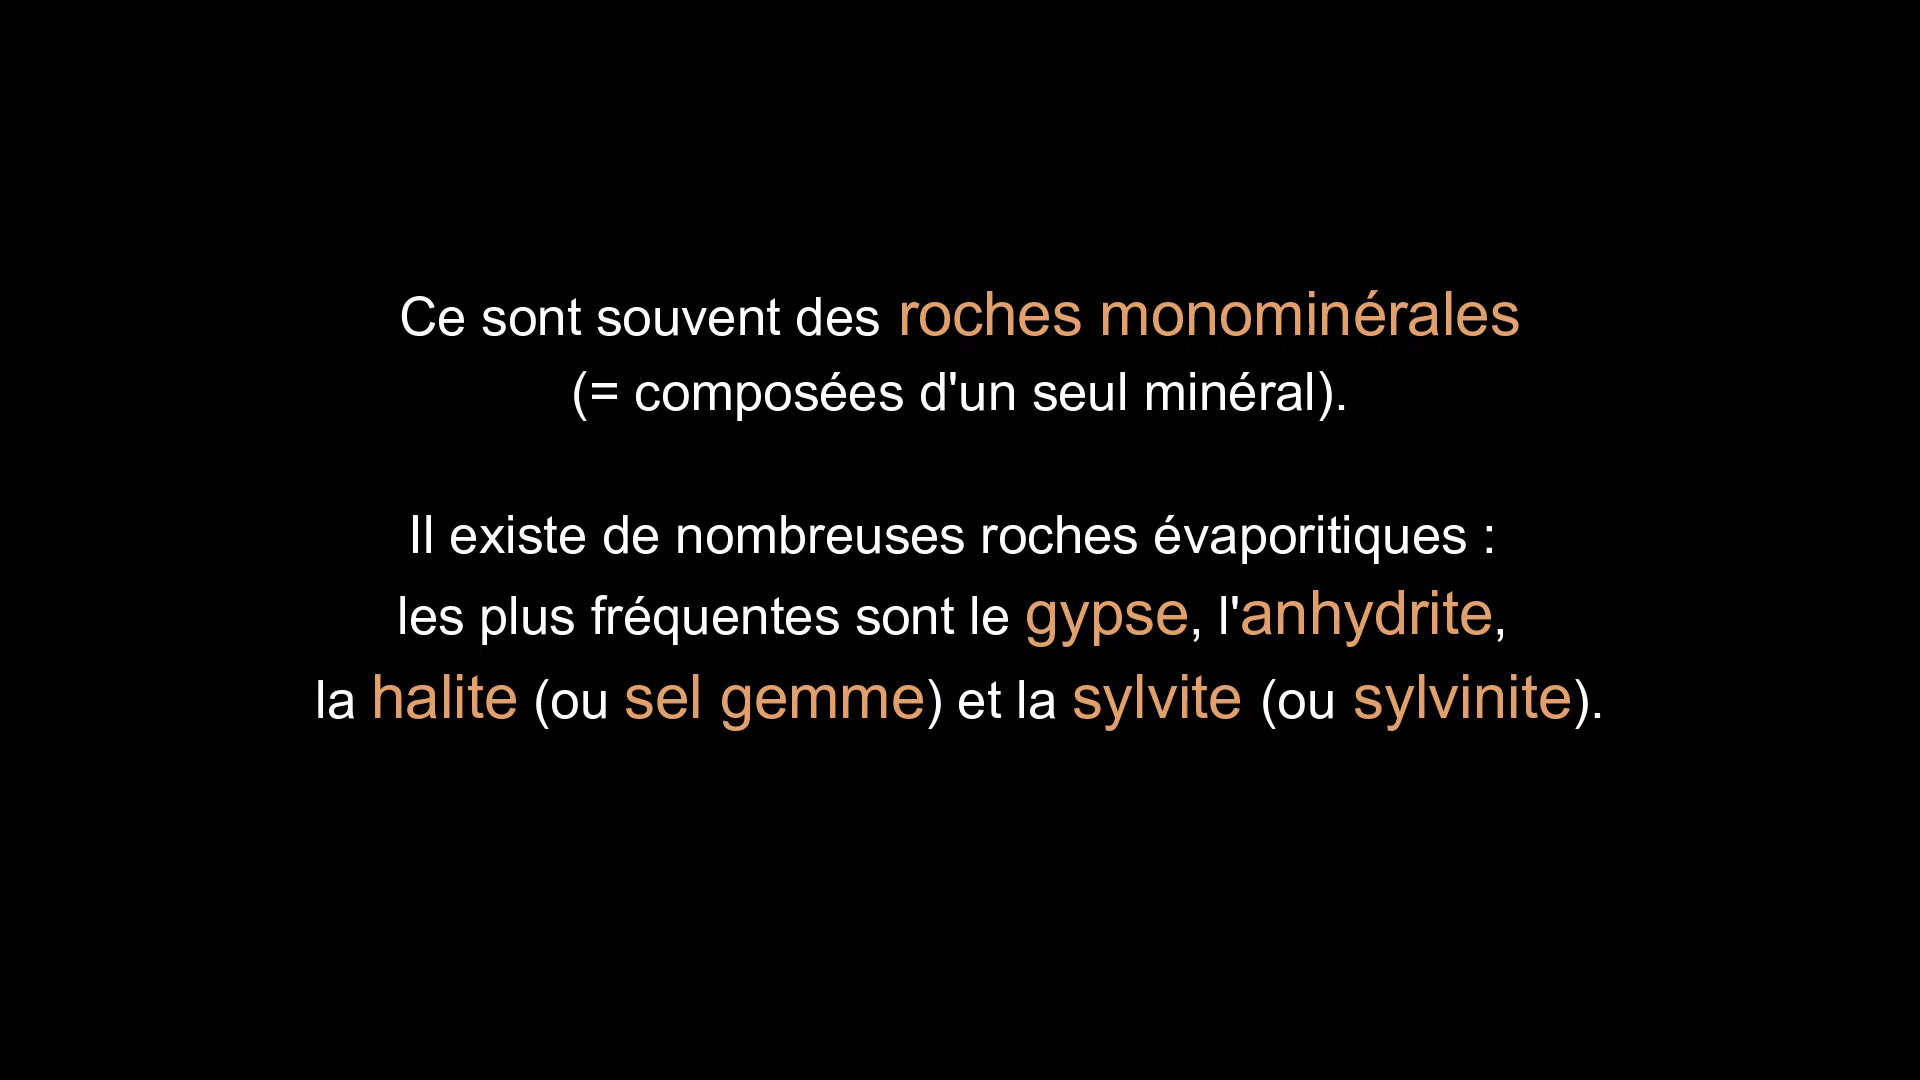 Ce sont souvent des roches monominérales
(= composées d'un seul minéral).
Il existe de nombreuses roches évaporitiques :
les plus fréquentes sont le gypse, l'anhydrite,
la halite (ou sel gemme) et la sylvite (ou sylvinite).